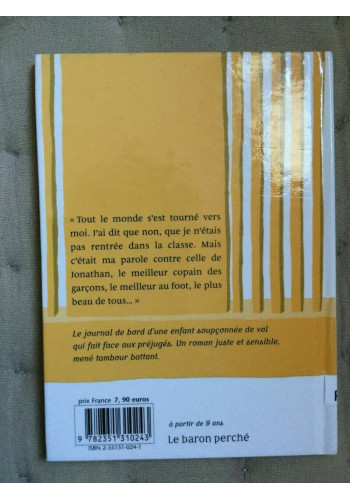 « Tout le monde s'est tourné vers
moi. J'ai dit que non, que je n'étais
pas rentrée dans la classe. Mais
c'était ma parole contre celle de
Jonathan, le meilleur copain des
garçons, le meilleur au foot, le plus
beau de tous... »
Le journal de bord d'une enfant soupçonnée de vol
qui fait face aux préjugés. Un roman juste et sensible,
mené tambour battant.
prix France 7, 90 euros
9 782351 310243
ISBN 2-35131-024-1
à partir de 9 ans
Le baron perché